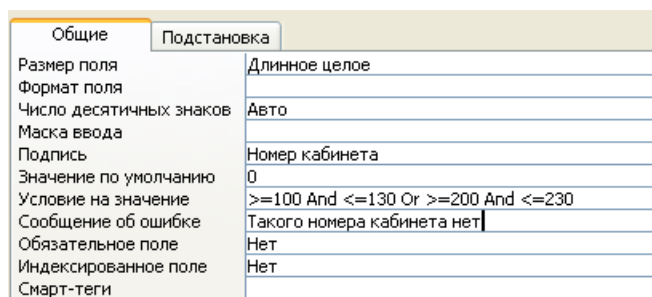 Общие Подстановка
Размер поля Длинное целое
Формат поля
Число десятичных знаков Авто
Маска ввода
Подпись Номер кабинета
Значение по умолчанию 0
Условие на значение >=100 And <=130 Or >=200 And <=230
Сообщение об ошибке Такого номера кабинета нет
Обязательное поле Нет
Индексированное поле Нет
Смарт-теги